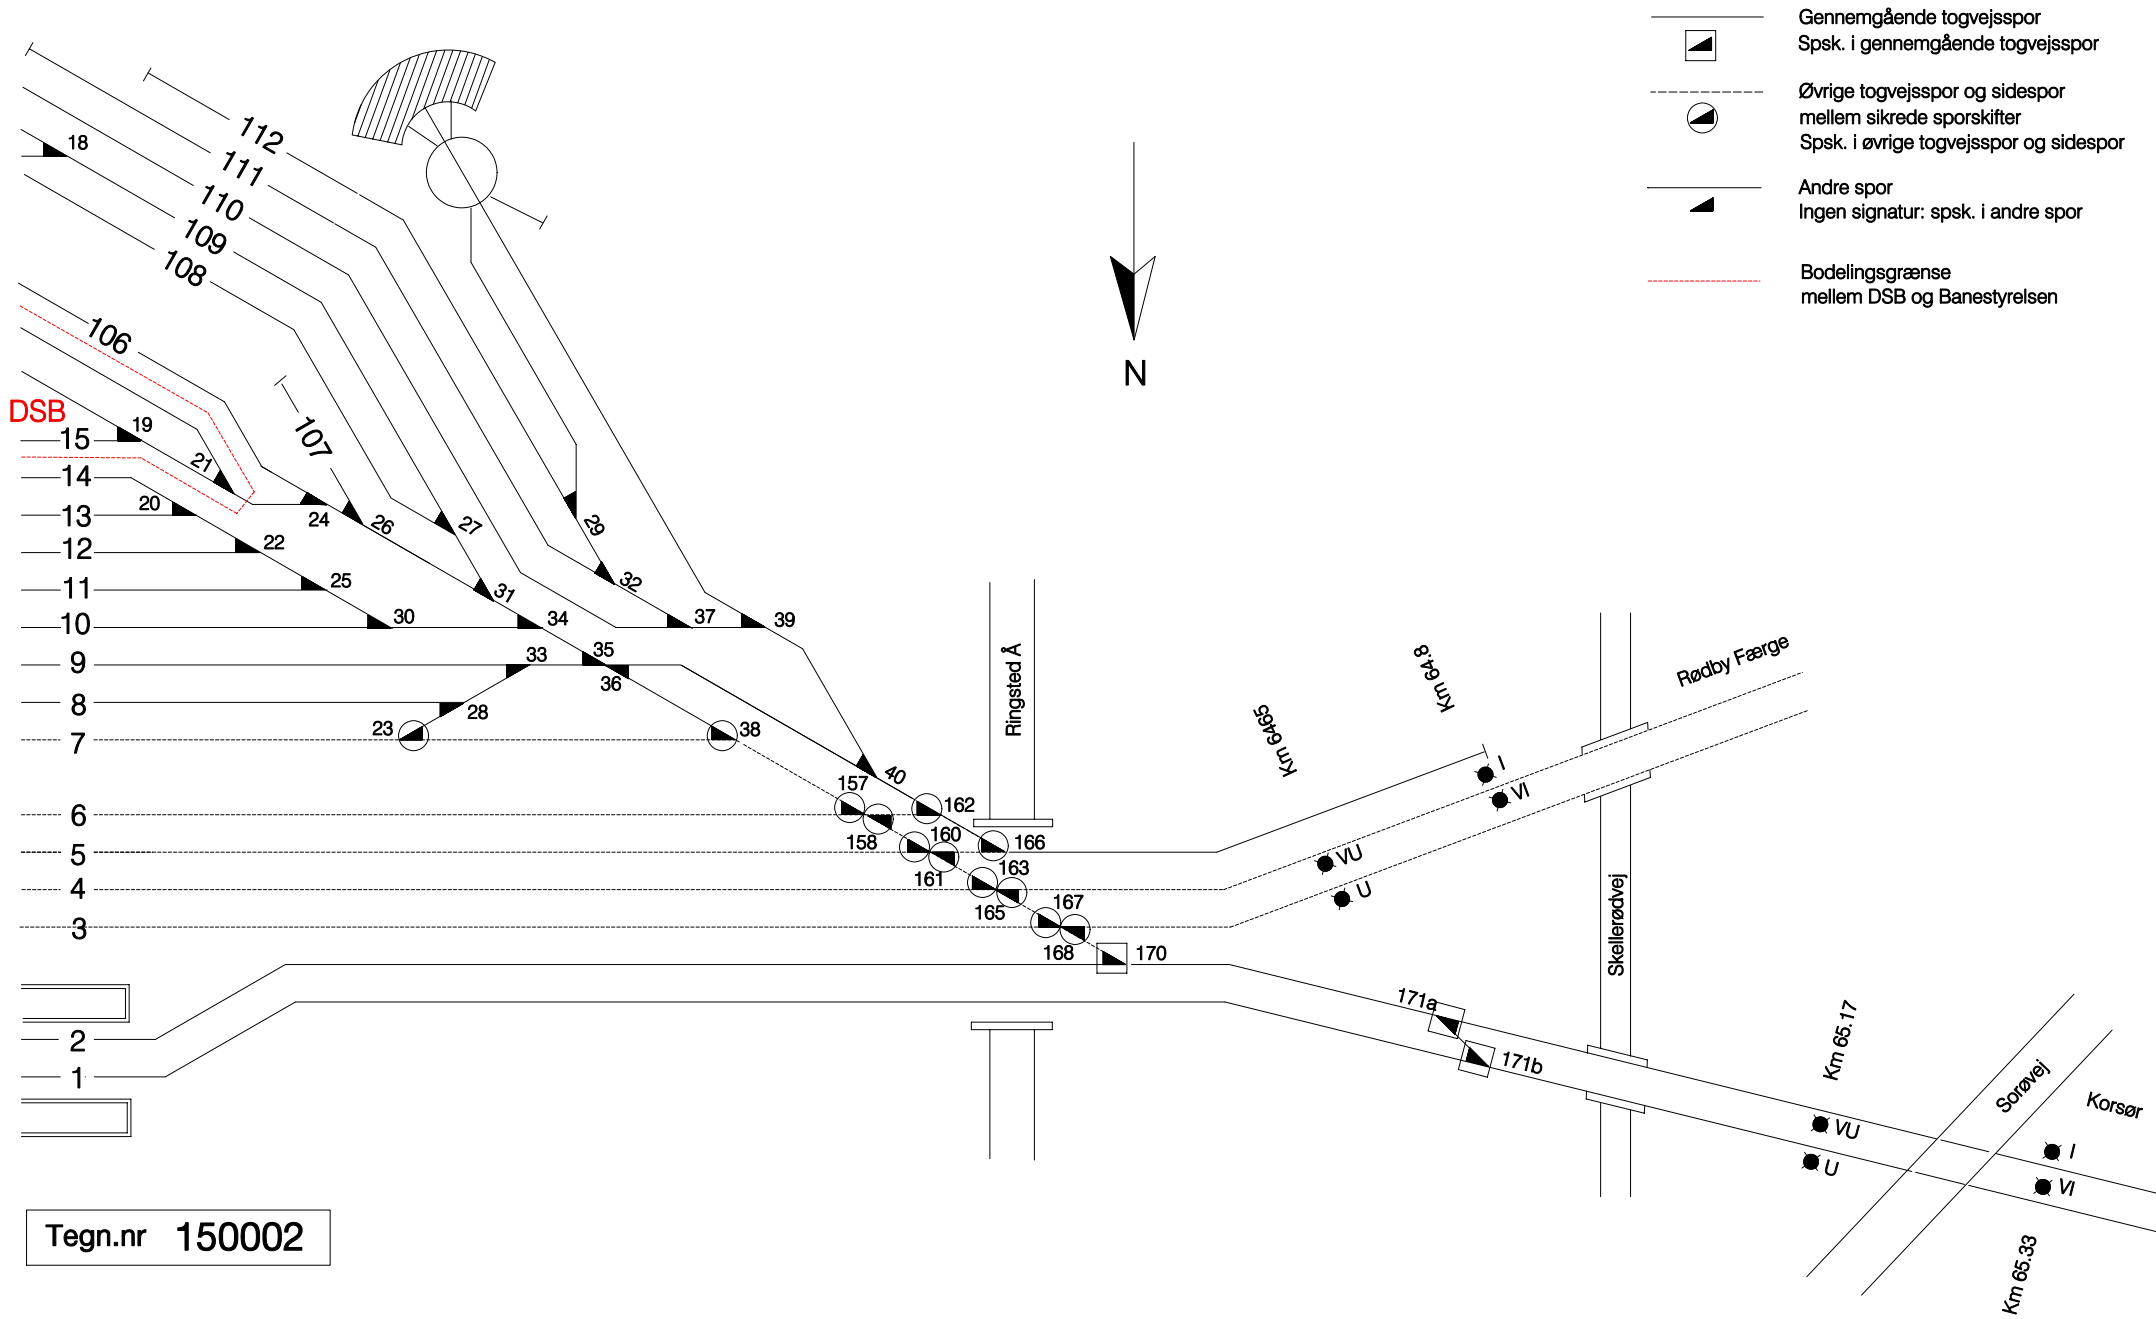 Gennemgående togvejsspor
Spsk. i gennemgående togvejsspor
Øvrige togvejsspor og sidespor
mellem sikrede sporskifter
Spsk. i øvrige togvejsspor og sidespor
Andre spor
Ingen signatur: spsk. i andre spor
Bodelingsgrænse
mellem DSB og Banestyrelsen
112
111
110
109
108
18
106
107
N
DSB
15
14
13
12
11
10
9
8
7
6
5
4
3
2
1
19
21
20
24
26
27
22
25
29
31
32
30
34
37
39
33
35
36
28
23
38
40
157
162
158
160
166
161
163
165
167
168
170
171a
171b
Ringsted Å
Km 6465
Km 64.8
Rødby Færge
I
VI
VU
U
Skellerødvej
Km 65.17
Sorøvej
Korsør
VU
U
I
VI
Km 65.33
Tegn.nr 150002